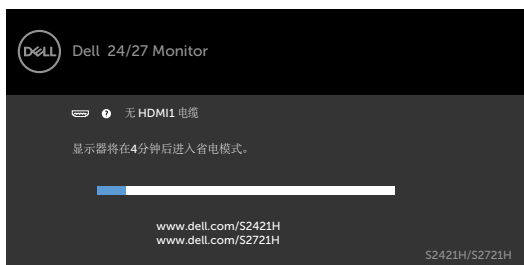 DELL
Dell 24/27 Monitor
无 HDMI1 电缆
显示器将在4分钟后进入省电模式。
www.dell.com/S2421H
www.dell.com/S2721H
S2421H/S2721H